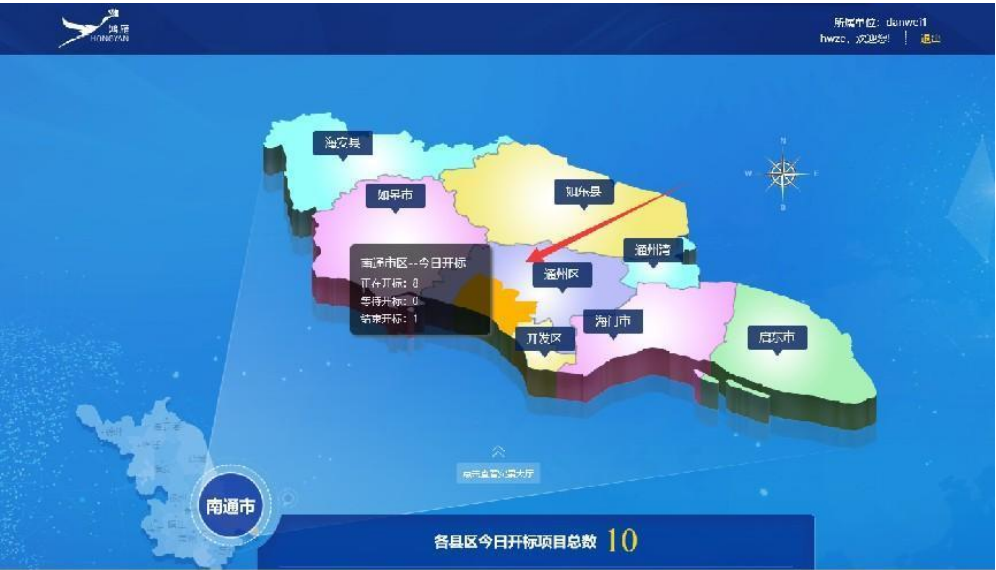 鸿雁
HONGYAN
所属单位：danwei1
hwzc，欢迎您！ | 退出
海安县
如皋市
如东县
N
W
E
S
通州湾
南通市区--今日开标
正在开标：8
等待开标：0
结束开标：1
通州区
海门市
开发区
启东市
南通市
各县区今日开标项目总数 10